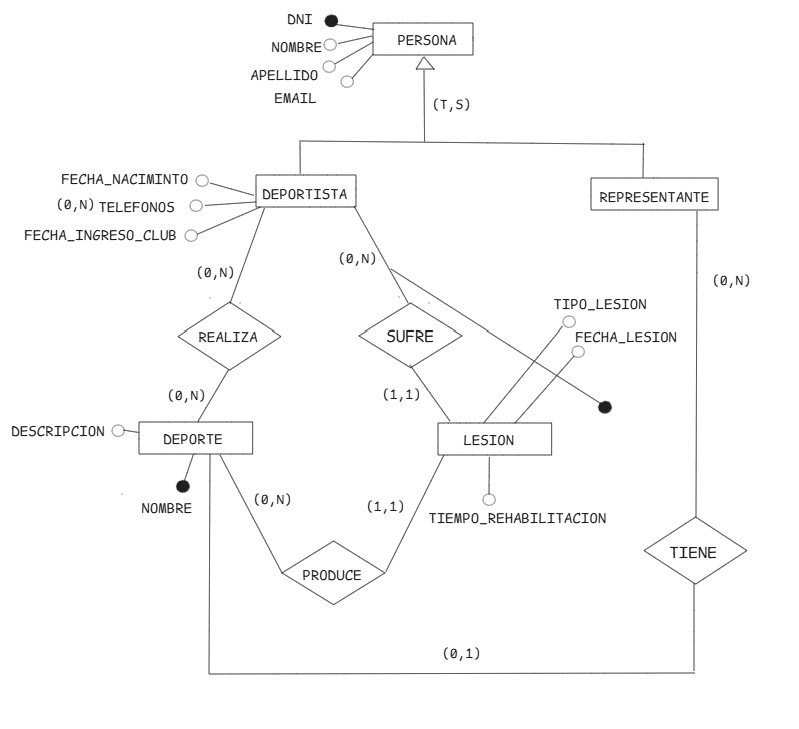 DNI
NOMBRE
APELLIDO
EMAIL
PERSONA
(T,S)
FECHA_NACIMINTO
(0,N) TELEFONOS
FECHA_INGRESO_CLUB
DEPORTISTA
REPRESENTANTE
(0,N)
(0,N)
(0,N)
TIPO_LESION
FECHA_LESION
REALIZA
SUFRE
(0,N)
(1,1)
DESCRIPCION
DEPORTE
LESION
NOMBRE
(0,N)
(1,1)
TIEMPO_REHABILITACION
TIENE
PRODUCE
(0,1)